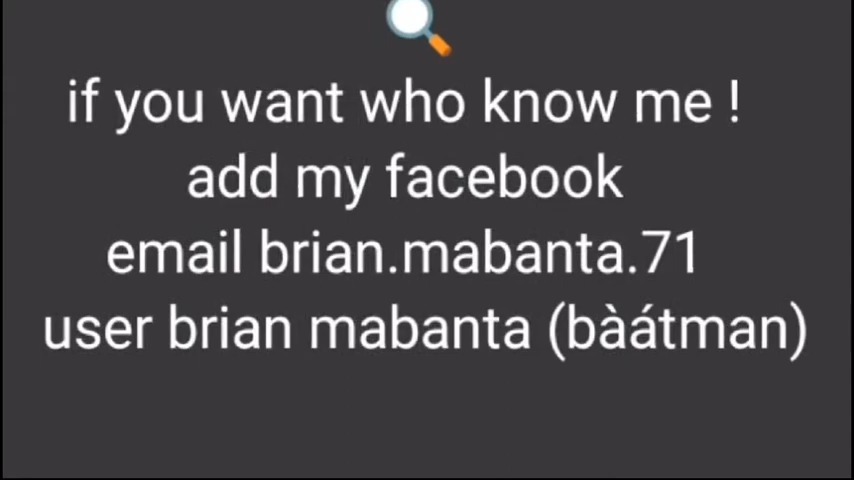 if you want who know me !
add my facebook
email brian.mabanta.71
user brian mabanta (bàátman)